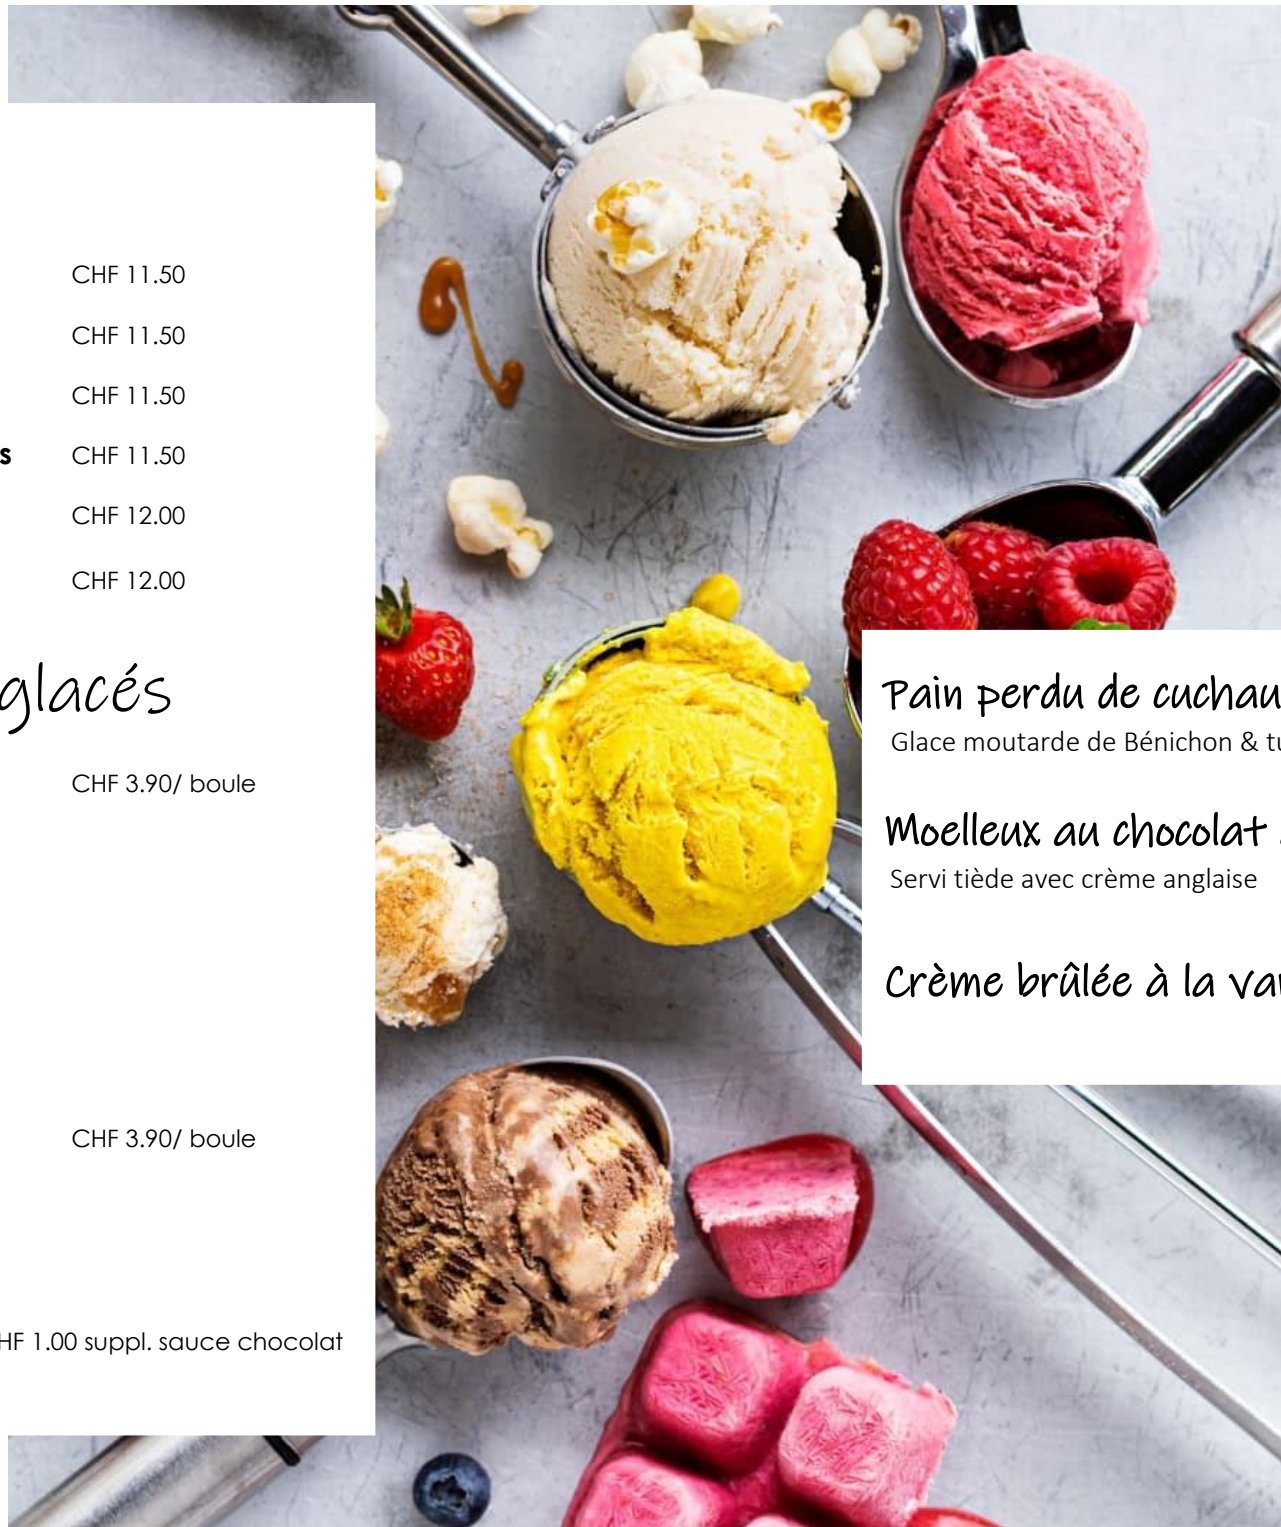 CHF 11.50
CHF 11.50
CHF 11.50
s CHF 11.50
CHF 12.00
CHF 12.00
glacés
CHF 3.90/ boule
CHF 3.90/ boule
HF 1.00 suppl. sauce chocolat
Pain perdu de cuchau
Glace moutarde de Bénichon & tu
Moelleux au chocolat
Servi tiède avec crème anglaise
Crème brûlée à la va